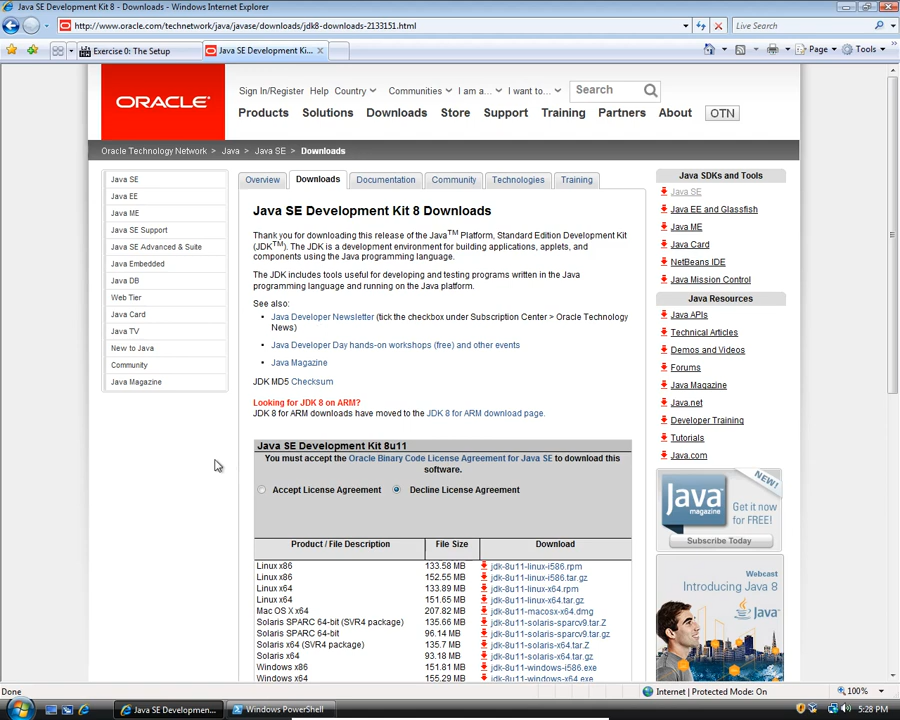 Java SE Development Kit 8 - Downloads - Windows Internet Explorer
http://www.oracle.com/technetwork/java/javase/downloads/jdk8-downloads-2133151.html
Live Search
Exercise 0: The Setup
Java SE Development Ki...
Page
Tools
ORACLE
Sign In/Register Help Country Communities I am a... I want to... Search
Products Solutions Downloads Store Support Training Partners About OTN
Oracle Technology Network > Java > Java SE > Downloads
Java SE
Java EE
Java ME
Java SE Support
Java SE Advanced & Suite
Java Embedded
Java DB
Web Tier
Java Card
Java TV
New to Java
Community
Java Magazine
Overview Downloads Documentation Community Technologies Training
Java SE Development Kit 8 Downloads
Thank you for downloading this release of the Java™ Platform, Standard Edition Development Kit
(JDK™). The JDK is a development environment for building applications, applets, and
components using the Java programming language.
The JDK includes tools useful for developing and testing programs written in the Java
programming language and running on the Java platform.
See also:
• Java Developer Newsletter (tick the checkbox under Subscription Center > Oracle Technology
News)
• Java Developer Day hands-on workshops (free) and other events
• Java Magazine
JDK MD5 Checksum
Looking for JDK 8 on ARM?
JDK 8 for ARM downloads have moved to the JDK 8 for ARM download page.
Java SE Development Kit 8u11
You must accept the Oracle Binary Code License Agreement for Java SE to download this
software.
Accept License Agreement Decline License Agreement
Product / File Description File Size Download
Linux x86 133.58 MB jdk-8u11-linux-i586.rpm
Linux x86 152.55 MB jdk-8u11-linux-i586.tar.gz
Linux x64 133.89 MB jdk-8u11-linux-x64.rpm
Linux x64 151.65 MB jdk-8u11-linux-x64.tar.gz
Mac OS X x64 207.82 MB jdk-8u11-macosx-x64.dmg
Solaris SPARC 64-bit (SVR4 package) 135.66 MB jdk-8u11-solaris-sparcv9.tar.Z
Solaris SPARC 64-bit 96.14 MB jdk-8u11-solaris-sparcv9.tar.gz
Solaris x64 (SVR4 package) 135.7 MB jdk-8u11-solaris-x64.tar.Z
Solaris x64 93.18 MB jdk-8u11-solaris-x64.tar.gz
Windows x86 151.81 MB jdk-8u11-windows-i586.exe
Windows x64 155.29 MB jdk-8u11-windows-x64.exe
Java SDKs and Tools
Java SE
Java EE and Glassfish
Java ME
Java Card
NetBeans IDE
Java Mission Control
Java Resources
Java APIs
Technical Articles
Demos and Videos
Forums
Java Magazine
Java.net
Developer Training
Tutorials
Java.com
NEW!
Java
magazine
Get it now
for FREE!
Subscribe Today
Webcast
Introducing Java 8
Java
Done
Internet | Protected Mode: On
100%
Java SE Developmen...
Windows PowerShell
5:28 PM